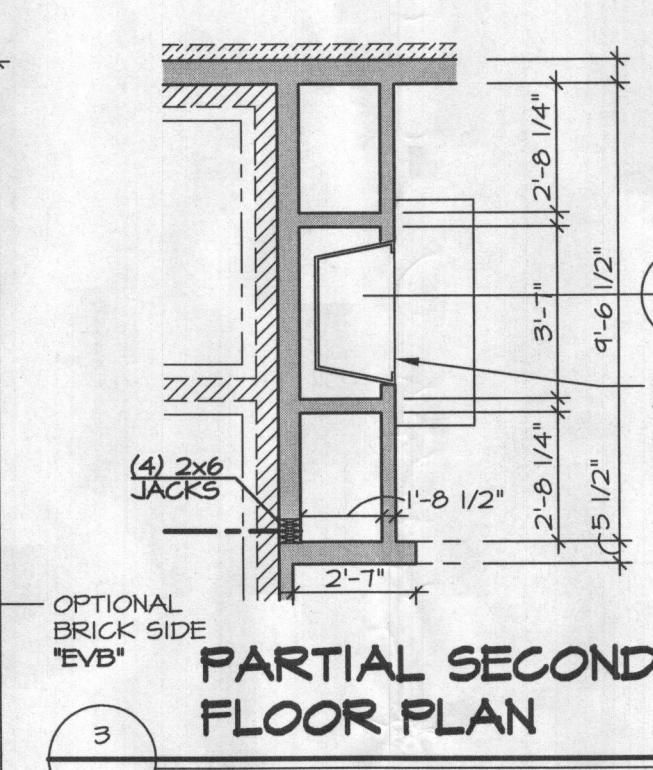 2'-8 1/4"
3'-7"
9'-6 1/2"
2'-8 1/4"
5 1/2"
(4) 2x6
JACKS
1'-8 1/2"
2'-7"
OPTIONAL
BRICK SIDE
"EVB"
PARTIAL SECOND
FLOOR PLAN
3